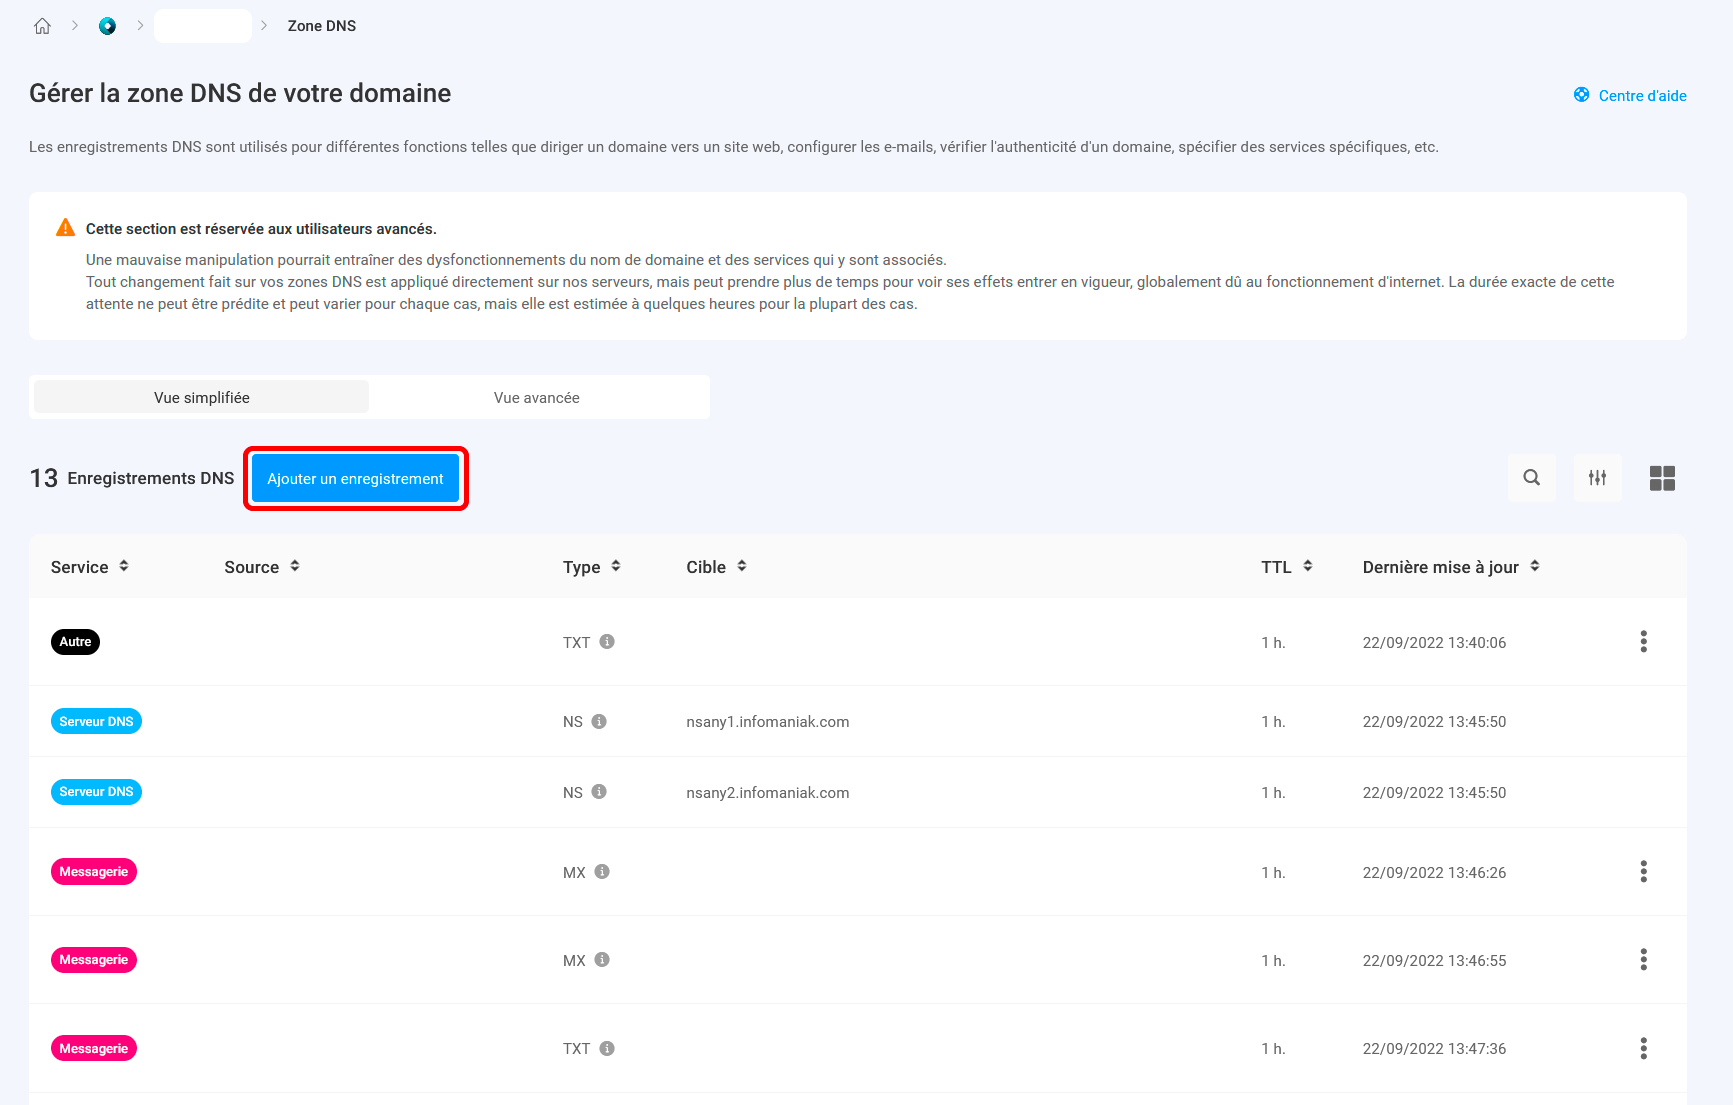 Zone DNS
Gérer la zone DNS de votre domaine
Centre d'aide
Les enregistrements DNS sont utilisés pour différentes fonctions telles que diriger un domaine vers un site web, configurer les e-mails, vérifier l'authenticité d'un domaine, spécifier des services spécifiques, etc.
Cette section est réservée aux utilisateurs avancés.
Une mauvaise manipulation pourrait entraîner des dysfonctionnements du nom de domaine et des services qui y sont associés.
Tout changement fait sur vos zones DNS est appliqué directement sur nos serveurs, mais peut prendre plus de temps pour voir ses effets entrer en vigueur, globalement dû au fonctionnement d'internet. La durée exacte de cette
attente ne peut être prédite et peut varier pour chaque cas, mais elle est estimée à quelques heures pour la plupart des cas.
Vue simplifiée Vue avancée
13 Enregistrements DNS Ajouter un enregistrement
Service Source Type Cible TTL Dernière mise à jour
Autre TXT 1 h. 22/09/2022 13:40:06
Serveur DNS NS nsany1.infomaniak.com 1 h. 22/09/2022 13:45:50
Serveur DNS NS nsany2.infomaniak.com 1 h. 22/09/2022 13:45:50
Messagerie MX 1 h. 22/09/2022 13:46:26
Messagerie MX 1 h. 22/09/2022 13:46:55
Messagerie TXT 1 h. 22/09/2022 13:47:36